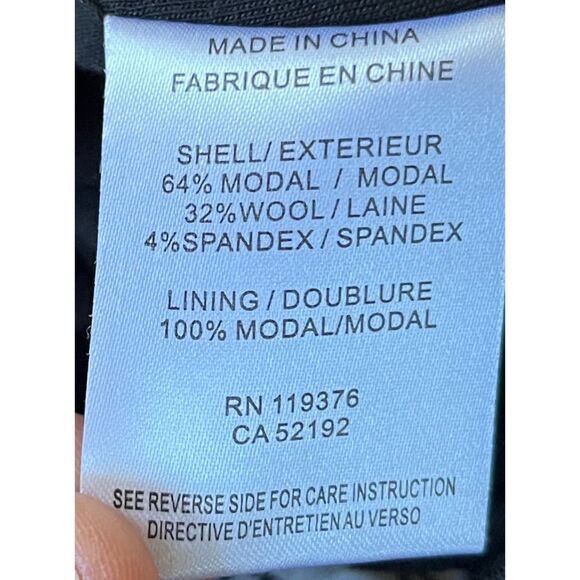 MADE IN CHINA
FABRIQUE EN CHINE
SHELL/ EXTERIEUR
64% MODAL / MODAL
32%WOOL / LAINE
4%SPANDEX / SPANDEX
LINING / DOUBLURE
100% MODAL/MODAL
RN 119376
CA 52192
SEE REVERSE SIDE FOR CARE INSTRUCTION
DIRECTIVE D'ENTRETIEN AU VERSO